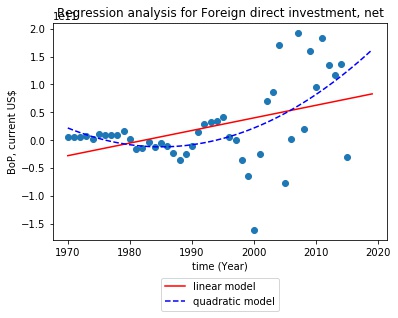 Regression analysis for Foreign direct investment, net
1e11
2.0
1.5
1.0
0.5
0.0
−0.5
−1.0
−1.5
BoP, current US$
1970
1980
1990
2000
2010
2020
time (Year)
linear model
quadratic model